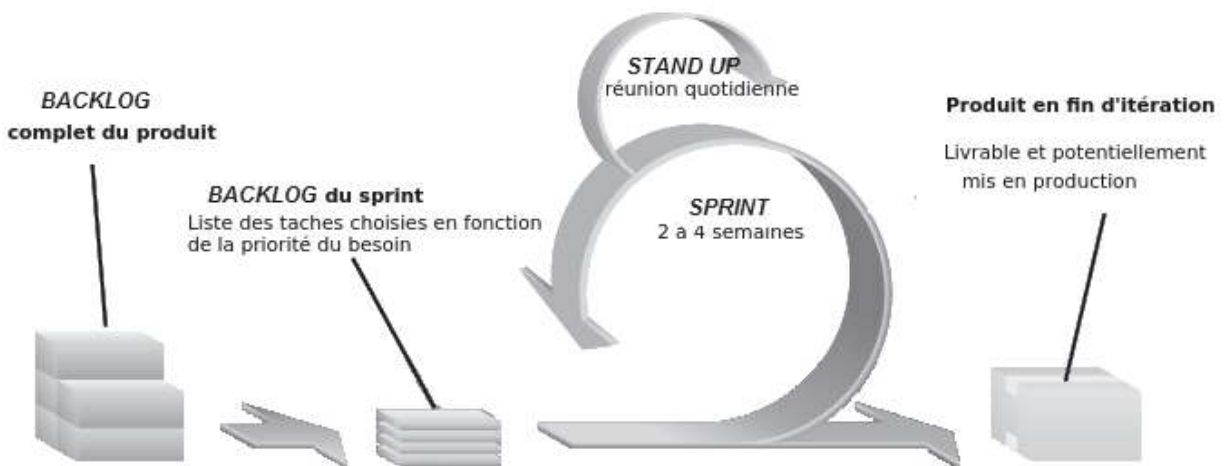 BACKLOG
complet du produit
BACKLOG du sprint
Liste des taches choisies en fonction
de la priorité du besoin
STAND UP
réunion quotidienne
SPRINT
2 a 4 semaines
Produit en fin d'itération
Livrable et potentiellement
mis en production